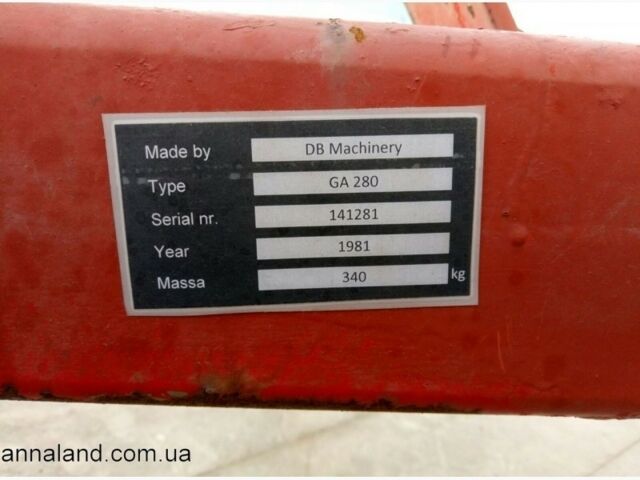 Made by DB Machinery
Type GA 280
Serial nr. 141281
Year 1981
Massa 340 kg
annaland.com.ua